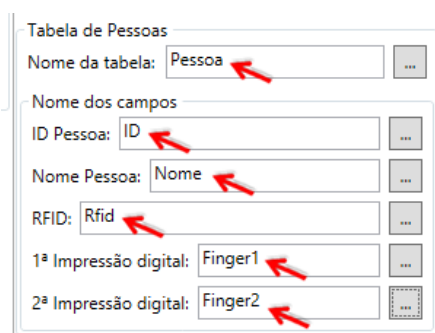 Tabela de Pessoas
Nome da tabela: Pessoa ...
Nome dos campos
ID Pessoa: ID ...
Nome Pessoa: Nome ...
RFID: Rfid ...
1ª Impressão digital: Finger1 ...
2ª Impressão digital: Finger2 ...